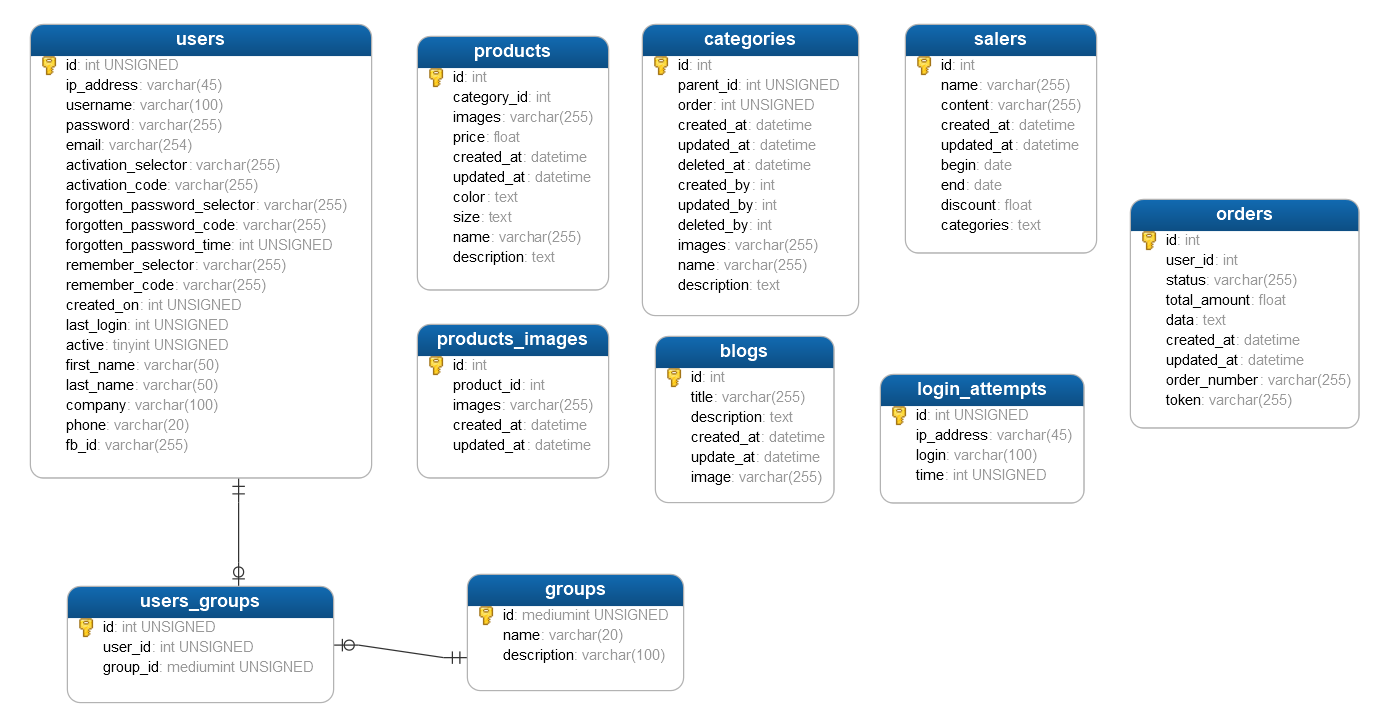 users
id: int UNSIGNED
ip_address: varchar(45)
username: varchar(100)
password: varchar(255)
email: varchar(254)
activation_selector: varchar(255)
activation_code: varchar(255)
forgotten_password_selector: varchar(255)
forgotten_password_code: varchar(255)
forgotten_password_time: int UNSIGNED
remember_selector: varchar(255)
remember_code: varchar(255)
created_on: int UNSIGNED
last_login: int UNSIGNED
active: tinyint UNSIGNED
first_name: varchar(50)
last_name: varchar(50)
company: varchar(100)
phone: varchar(20)
fb_id: varchar(255)
products
id: int
category_id: int
images: varchar(255)
price: float
created_at: datetime
updated_at: datetime
color: text
size: text
name: varchar(255)
description: text
categories
id: int
parent_id: int UNSIGNED
order: int UNSIGNED
created_at: datetime
updated_at: datetime
deleted_at: datetime
created_by: int
updated_by: int
deleted_by: int
images: varchar(255)
name: varchar(255)
description: text
salers
id: int
name: varchar(255)
content: varchar(255)
created_at: datetime
updated_at: datetime
begin: date
end: date
discount: float
categories: text
orders
id: int
user_id: int
status: varchar(255)
total_amount: float
data: text
created_at: datetime
updated_at: datetime
order_number: varchar(255)
token: varchar(255)
products_images
id: int
product_id: int
images: varchar(255)
created_at: datetime
updated_at: datetime
blogs
id: int
title: varchar(255)
description: text
created_at: datetime
update_at: datetime
image: varchar(255)
login_attempts
id: int UNSIGNED
ip_address: varchar(45)
login: varchar(100)
time: int UNSIGNED
users_groups
id: int UNSIGNED
user_id: int UNSIGNED
group_id: mediumint UNSIGNED
groups
id: mediumint UNSIGNED
name: varchar(20)
description: varchar(100)